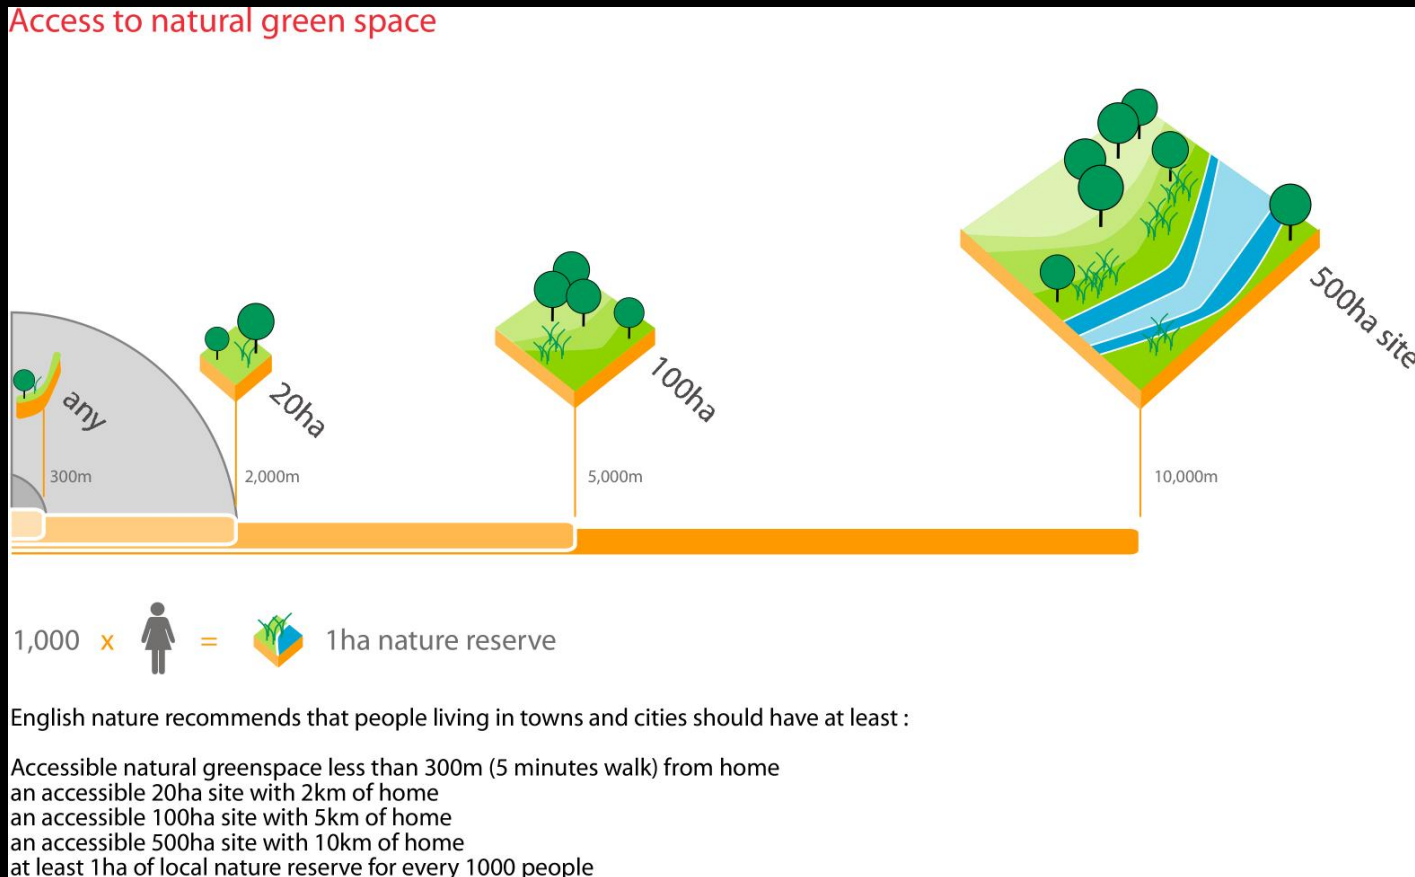 Access to natural green space
500ha site
100ha
20ha
any
300m
2,000m
5,000m
10,000m
1,000 x = 1ha nature reserve
English nature recommends that people living in towns and cities should have at least :
Accessible natural greenspace less than 300m (5 minutes walk) from home
an accessible 20ha site with 2km of home
an accessible 100ha site with 5km of home
an accessible 500ha site with 10km of home
at least 1ha of local nature reserve for every 1000 people